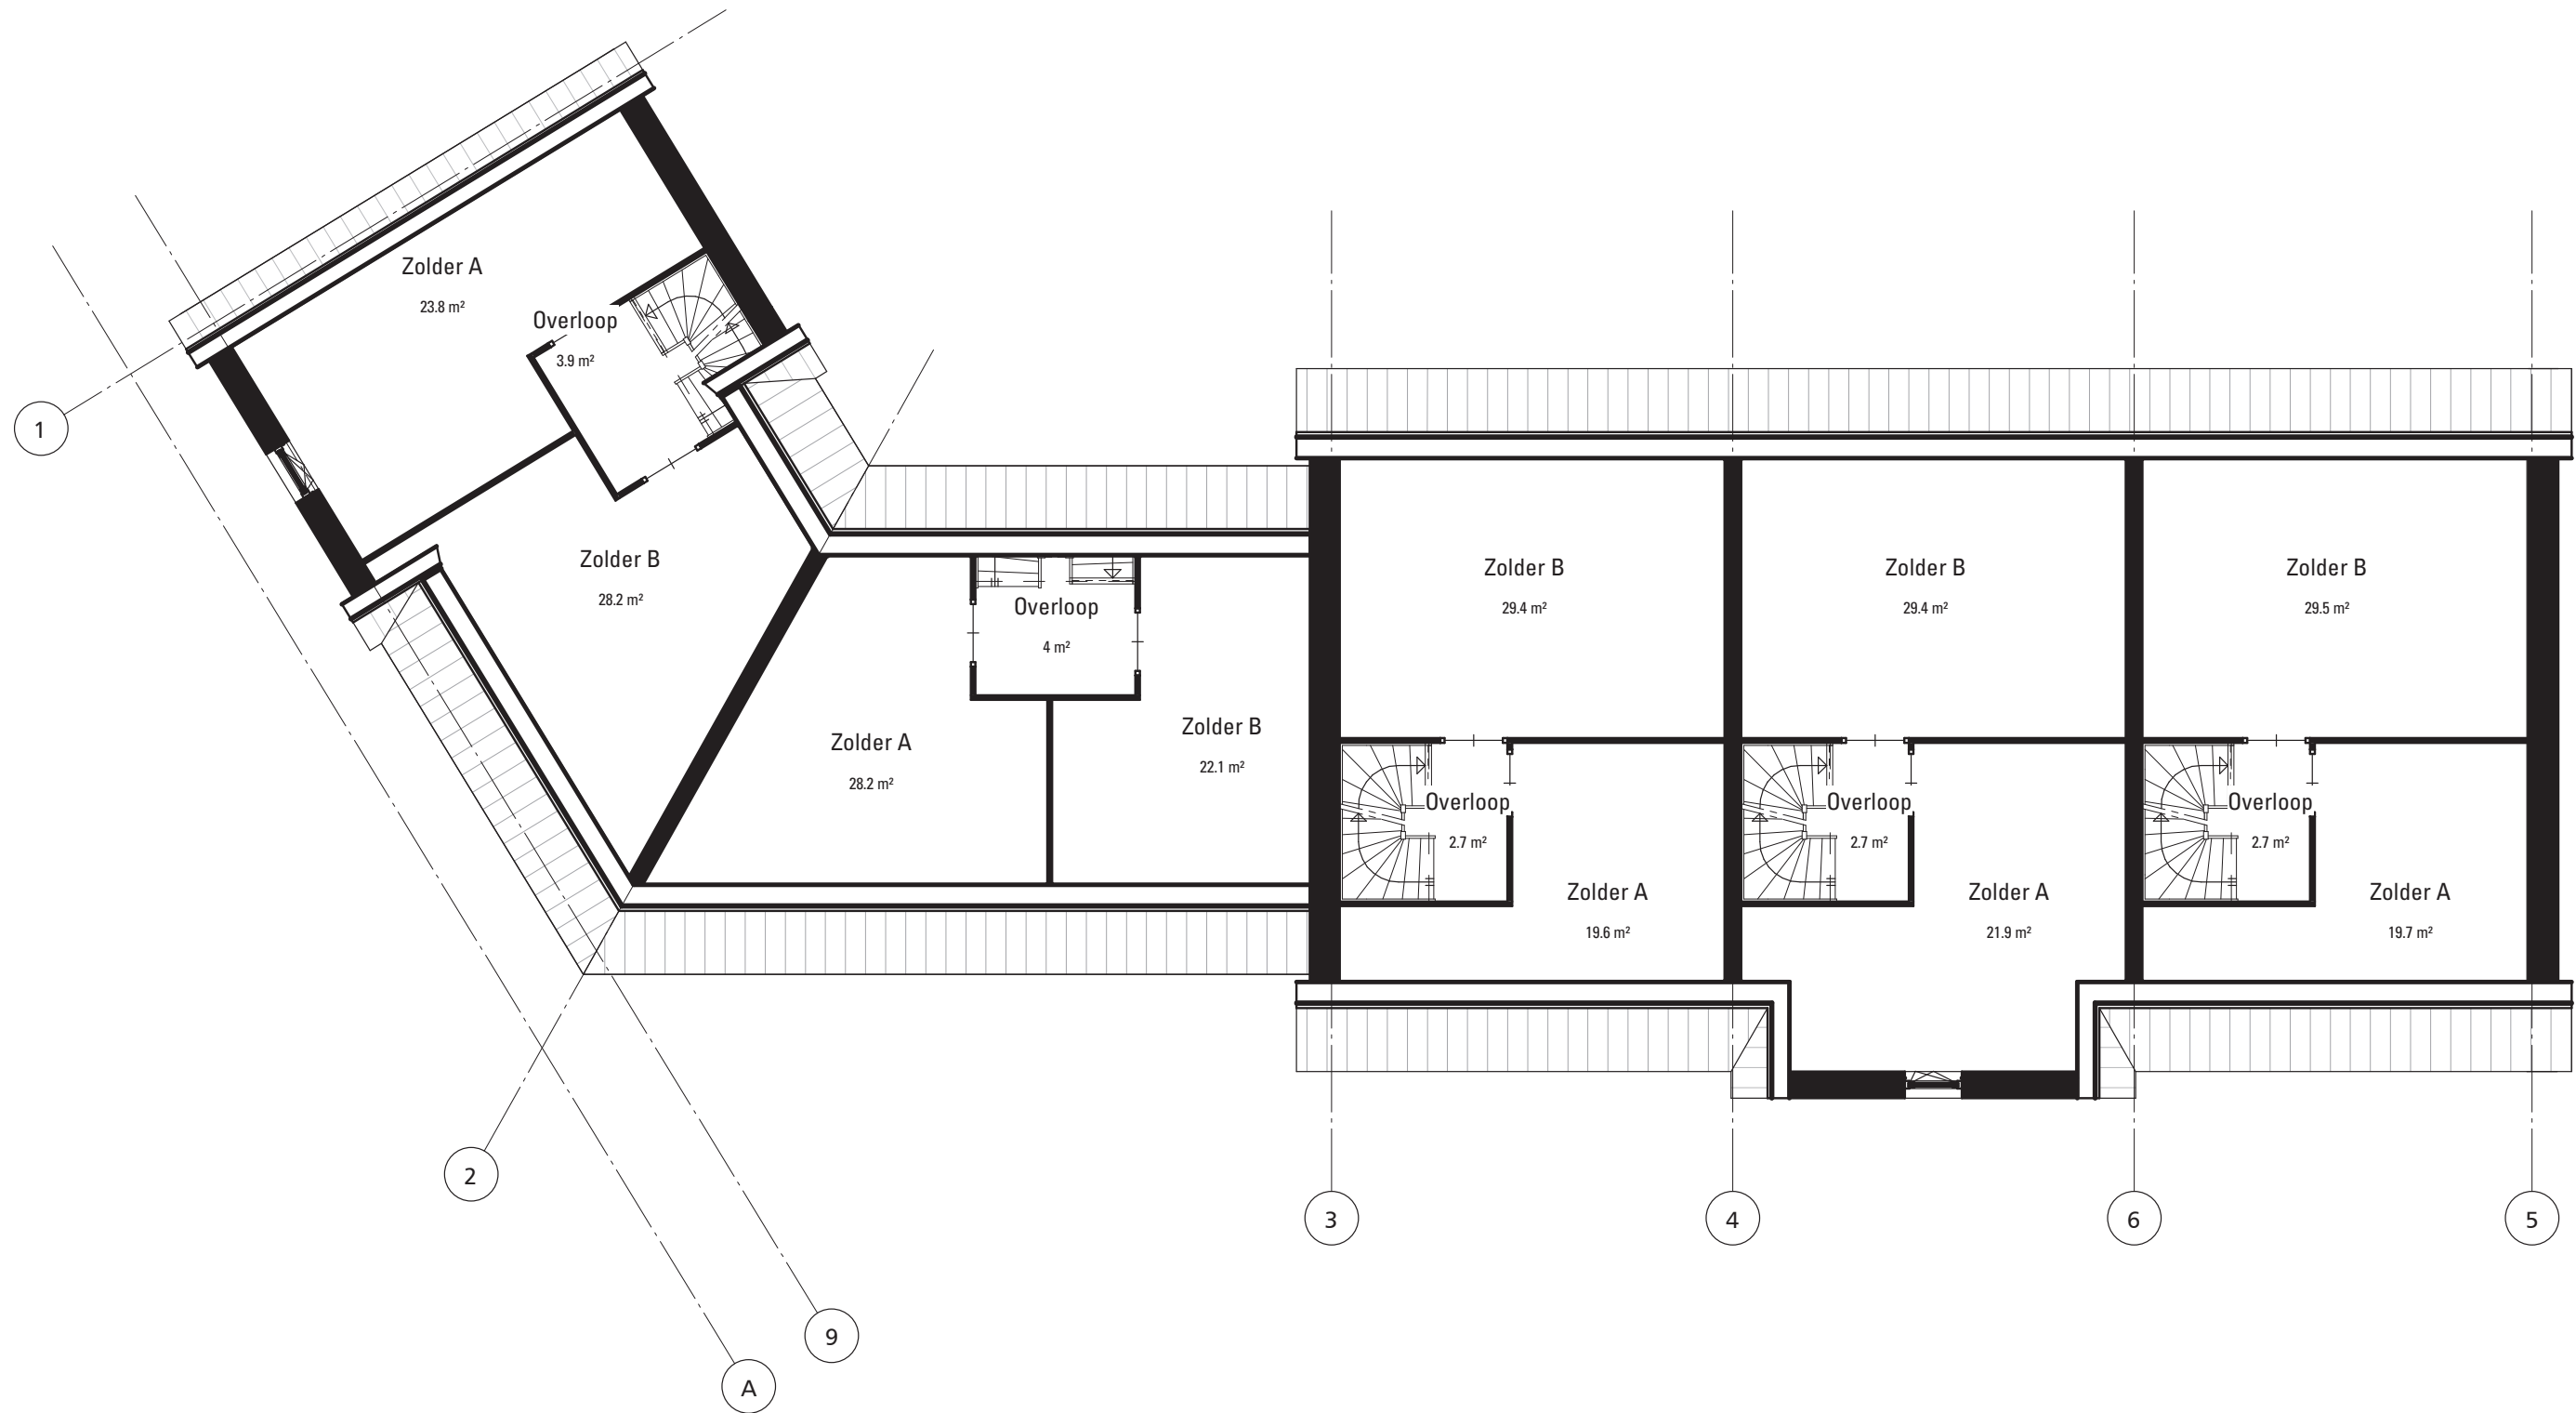 Zolder A
23.8 m²
Overloop
3.9 m²
1
Zolder B
28.2 m²
Overloop
4 m²
Zolder A
28.2 m²
Zolder B
22.1 m²
Zolder B
29.4 m²
Zolder B
29.4 m²
Zolder B
29.5 m²
Overloop
2.7 m²
Overloop
2.7 m²
Overloop
2.7 m²
Zolder A
19.6 m²
Zolder A
21.9 m²
Zolder A
19.7 m²
2
3
4
6
5
9
A